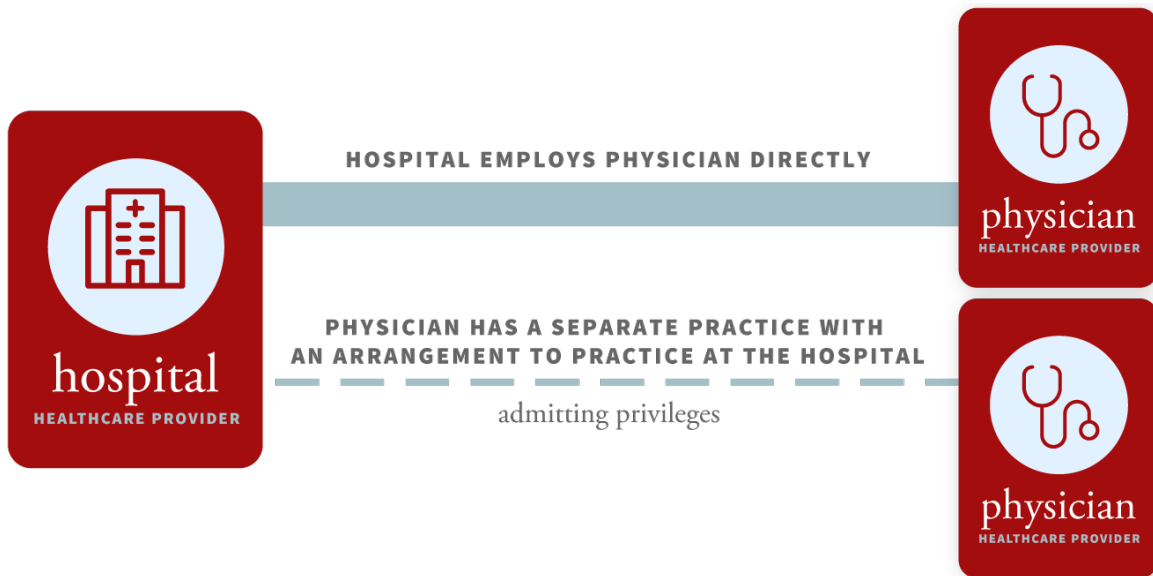 hospital
HEALTHCARE PROVIDER
HOSPITAL EMPLOYS PHYSICIAN DIRECTLY
physician
HEALTHCARE PROVIDER
PHYSICIAN HAS A SEPARATE PRACTICE WITH
AN ARRANGEMENT TO PRACTICE AT THE HOSPITAL
admitting privileges
physician
HEALTHCARE PROVIDER